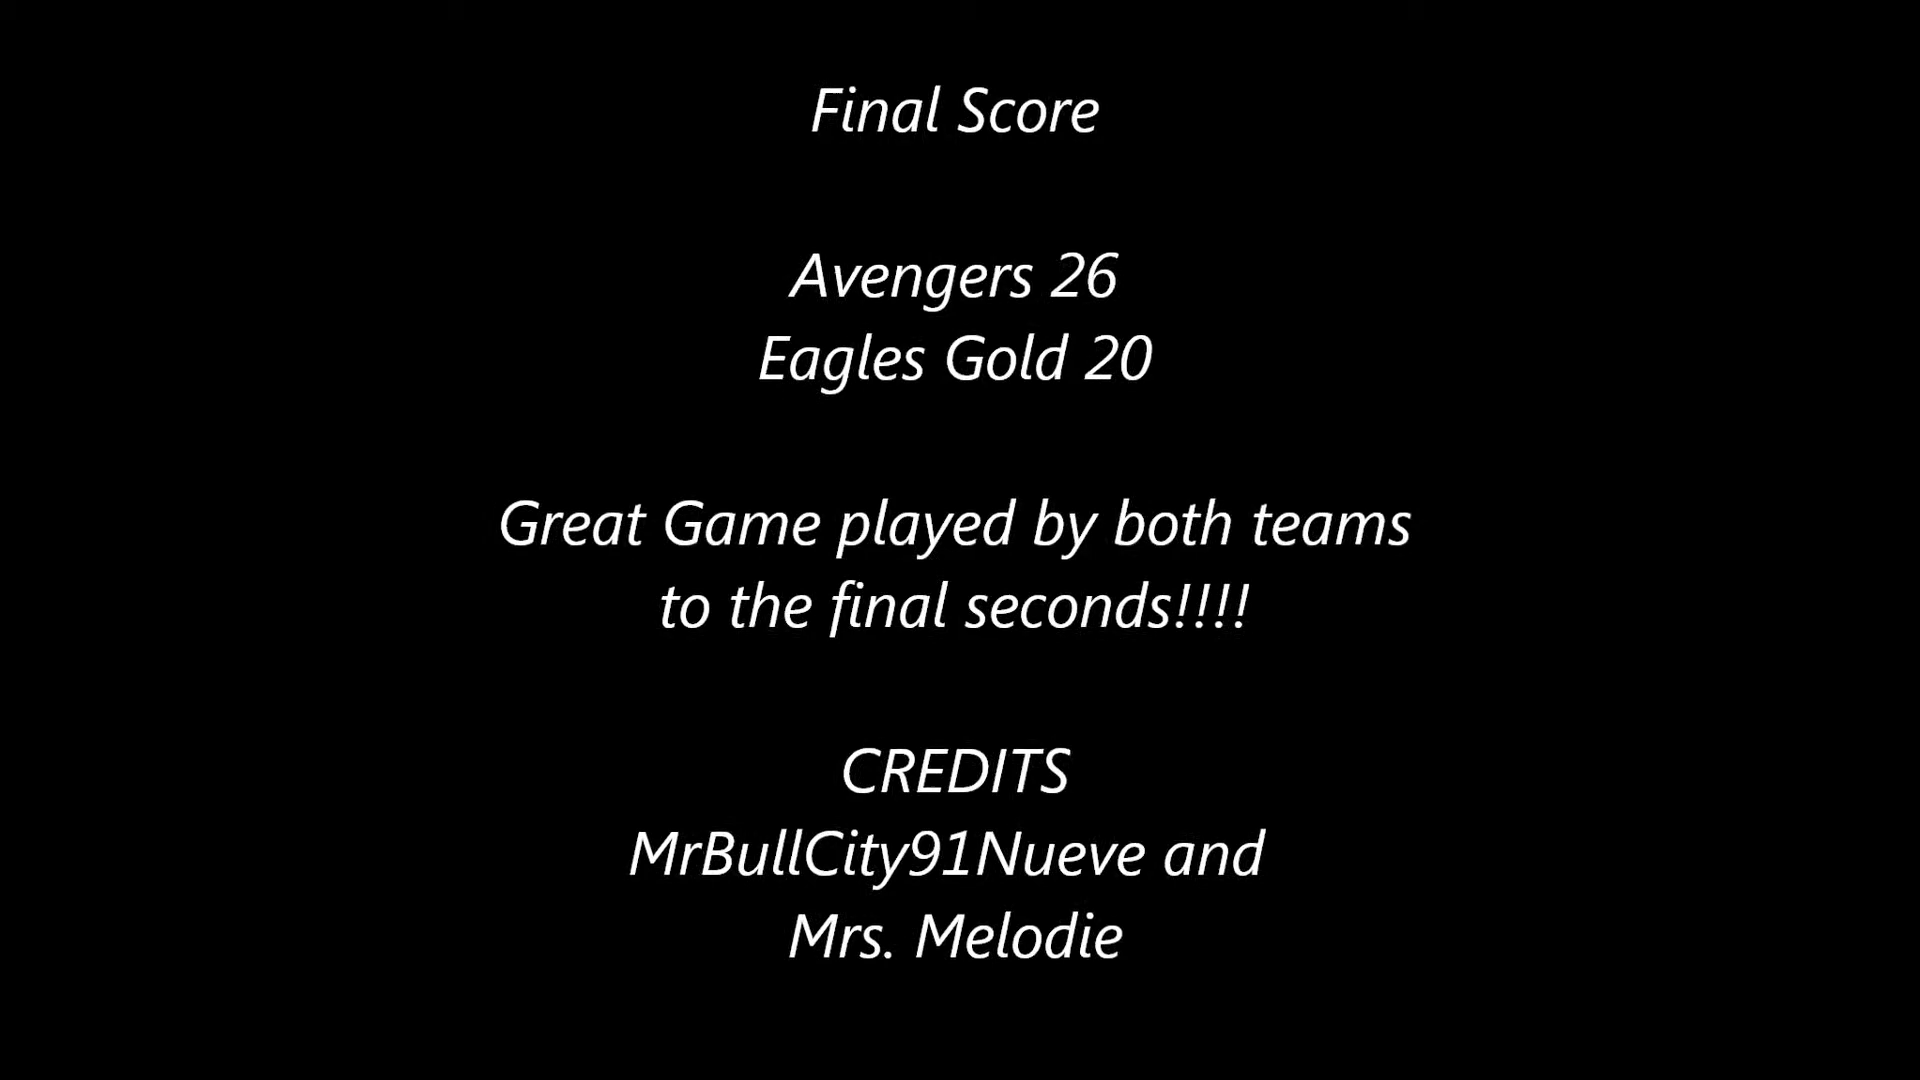 Final Score
Avengers 26
Eagles Gold 20
Great Game played by both teams
to the final seconds!!!!
CREDITS
MrBullCity91Nueve and
Mrs. Melodie